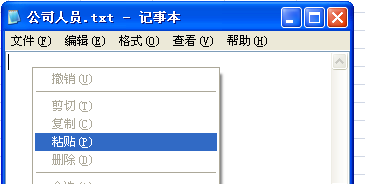 公司人员.txt - 记事本
文件(F) 编辑(E) 格式(O) 查看(V) 帮助(H)
撤销(U)
剪切(T)
复制(C)
粘贴(P)
删除(D)